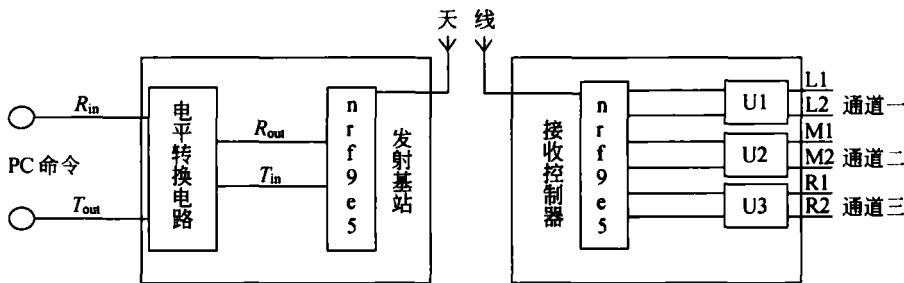 天 线
R_in
PC 命令
T_out
电平转换电路
R_out
T_in
nrf9e5
发射基站
接收控制器
nrf9e5
U1
U2
U3
L1
L2 通道一
M1
M2 通道二
R1
R2 通道三